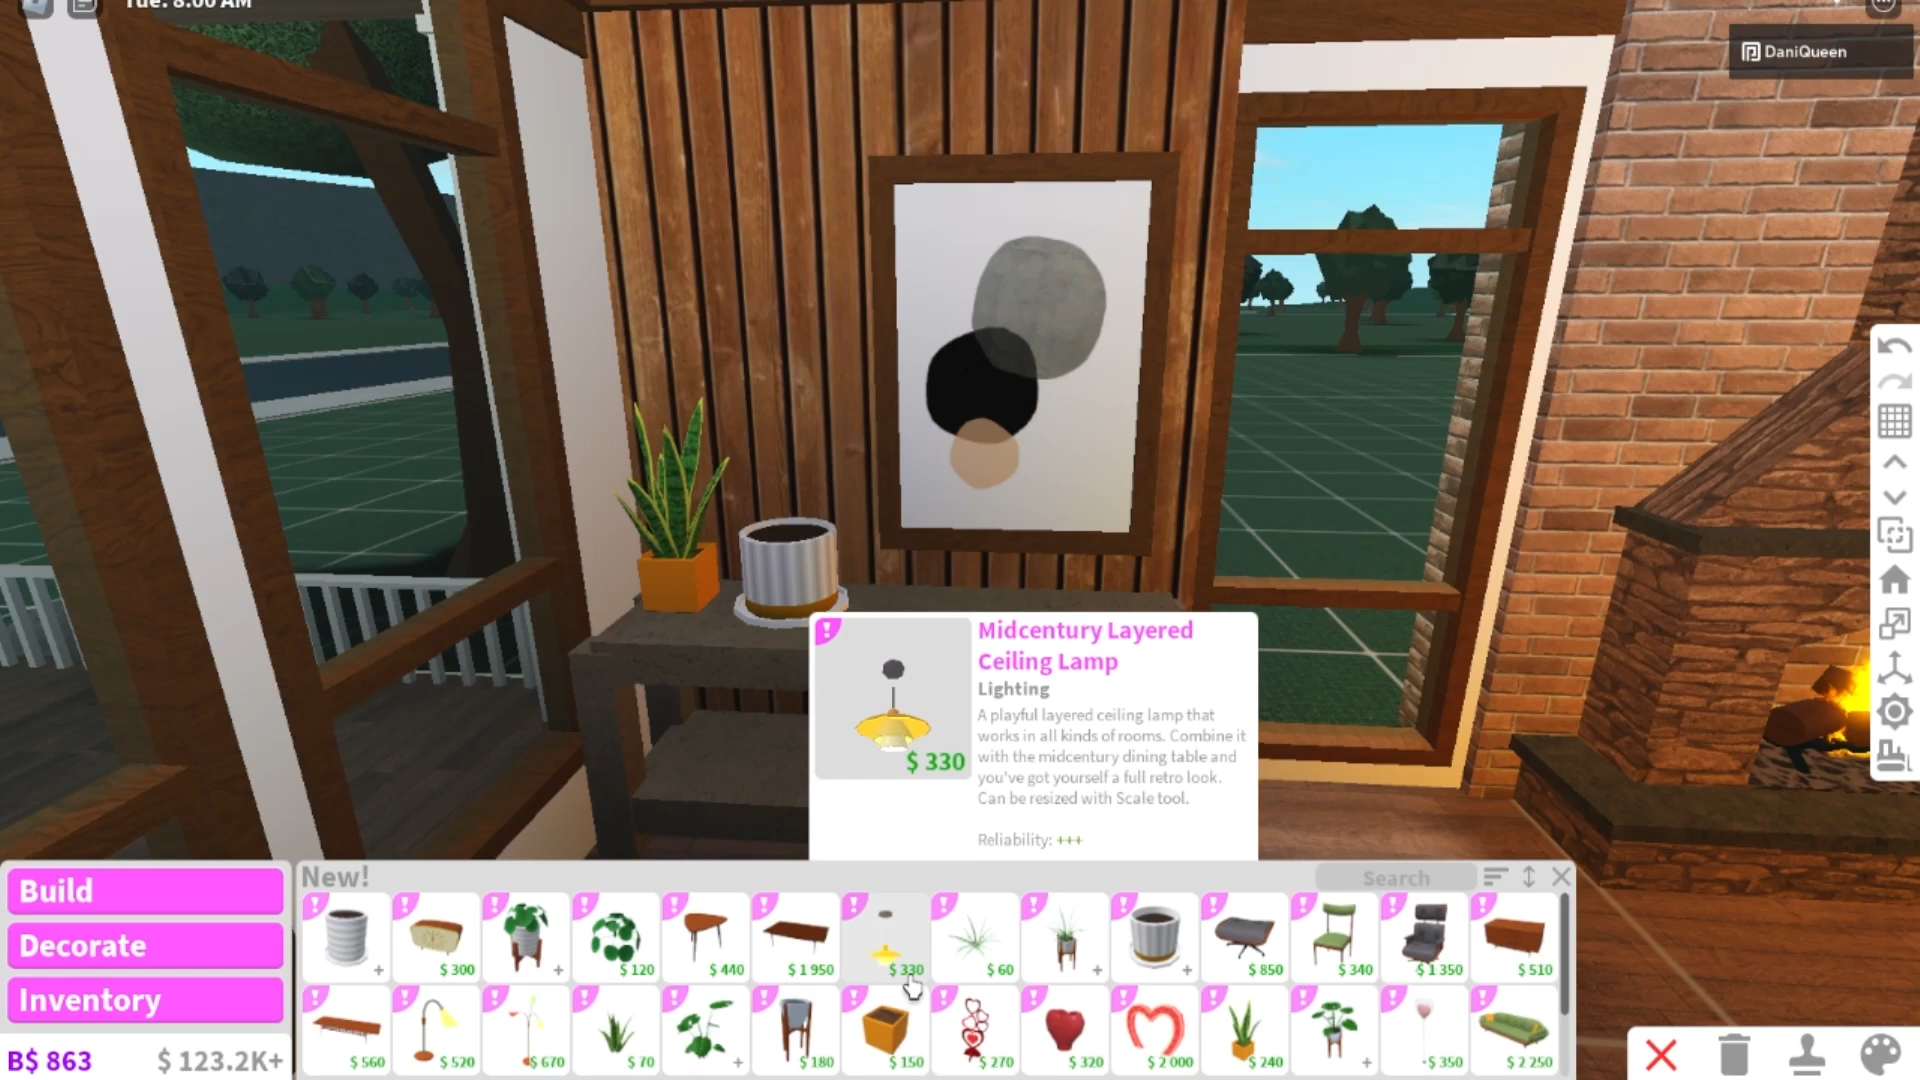 Tue. 8:00 AM
DaniQueen
Midcentury Layered
Ceiling Lamp
Lighting
A playful layered ceiling lamp that
works in all kinds of rooms. Combine it
with the midcentury dining table and
you've got yourself a full retro look.
Can be resized with Scale tool.
$ 330
Reliability: +++
Build
Decorate
Inventory
B$ 863 $ 123.2K+
New!
Search
+ $ 300 + $ 120 $ 440 $ 1 950 $ 330 $ 60 + + $ 850 $ 340 $ 1 350 $ 510
$ 560 $ 520 $ 670 $ 70 + $ 180 $ 150 $ 270 $ 320 $ 2 000 $ 240 + $ 350 $ 2 250